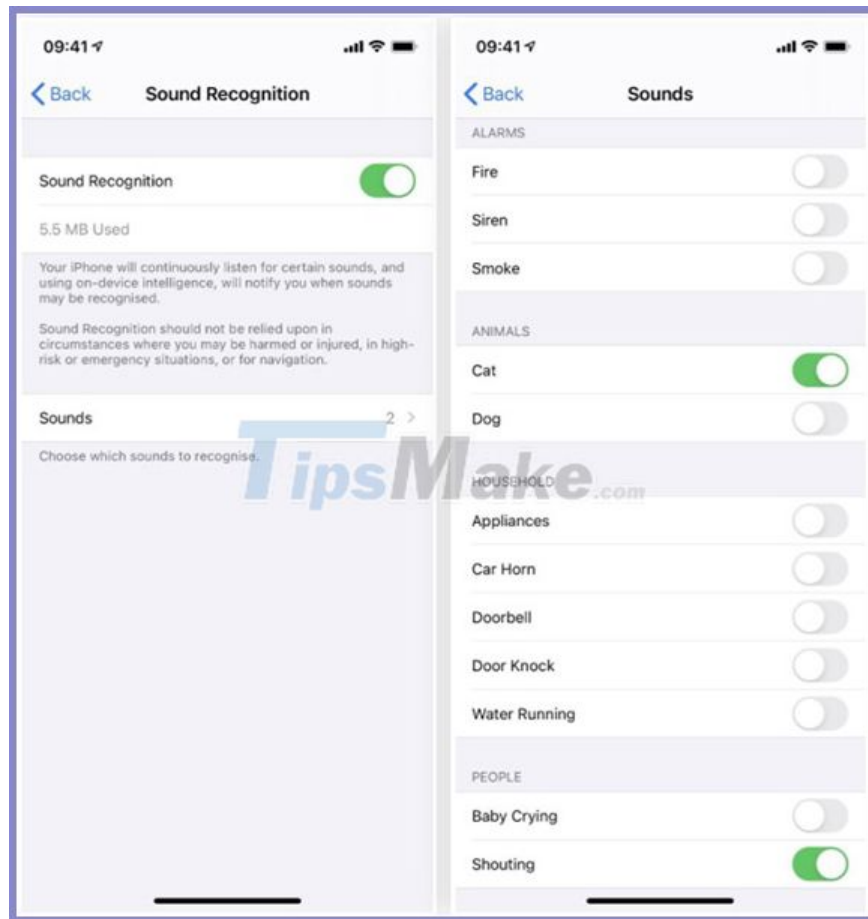 09:41
Back
Sound Recognition
Sound Recognition
5.5 MB Used
Your iPhone will continuously listen for certain sounds, and
using on-device intelligence, will notify you when sounds
may be recognised.
Sound Recognition should not be relied upon in
circumstances where you may be harmed or injured, in high-
risk or emergency situations, or for navigation.
Sounds 2
Choose which sounds to recognise.
09:41
Back
Sounds
ALARMS
Fire
Siren
Smoke
ANIMALS
Cat
Dog
HOUSEHOLD
Appliances
Car Horn
Doorbell
Door Knock
Water Running
PEOPLE
Baby Crying
Shouting
TipsMake.com